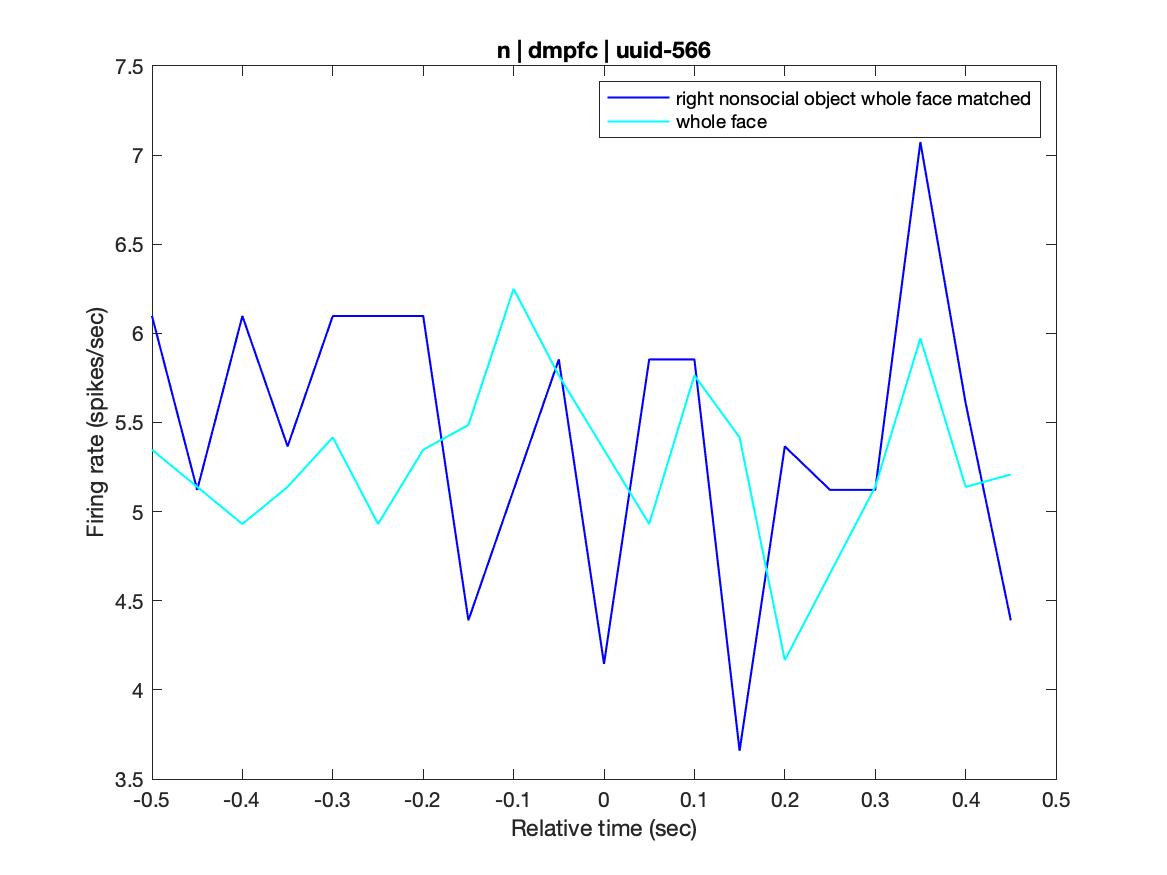 n | dmpfc | uuid-566
7.5
7
6.5
6
5.5
5
4.5
4
3.5
Firing rate (spikes/sec)
right nonsocial object whole face matched
whole face
-0.5 -0.4 -0.3 -0.2 -0.1 0 0.1 0.2 0.3 0.4 0.5
Relative time (sec)